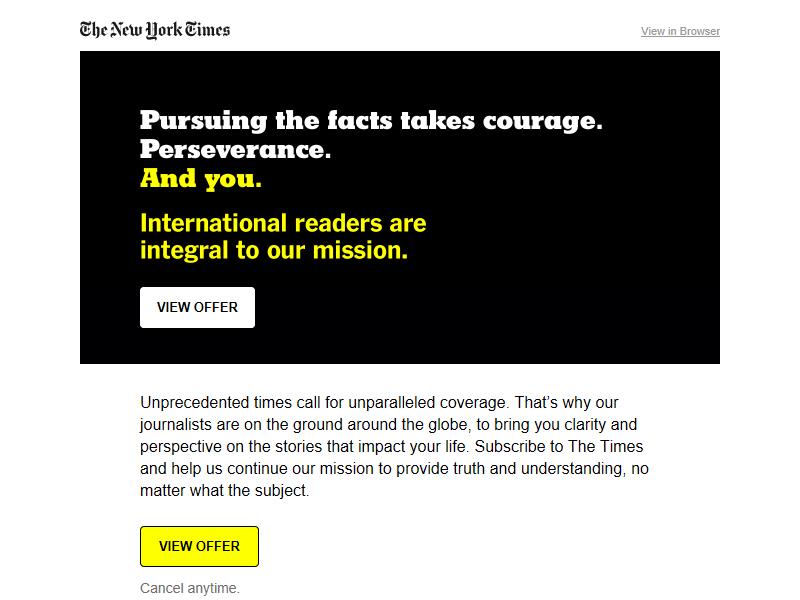 The New York Times
View in Browser
Pursuing the facts takes courage.
Perseverance.
And you.
International readers are
integral to our mission.
VIEW OFFER
Unprecedented times call for unparalleled coverage. That’s why our
journalists are on the ground around the globe, to bring you clarity and
perspective on the stories that impact your life. Subscribe to The Times
and help us continue our mission to provide truth and understanding, no
matter what the subject.
VIEW OFFER
Cancel anytime.